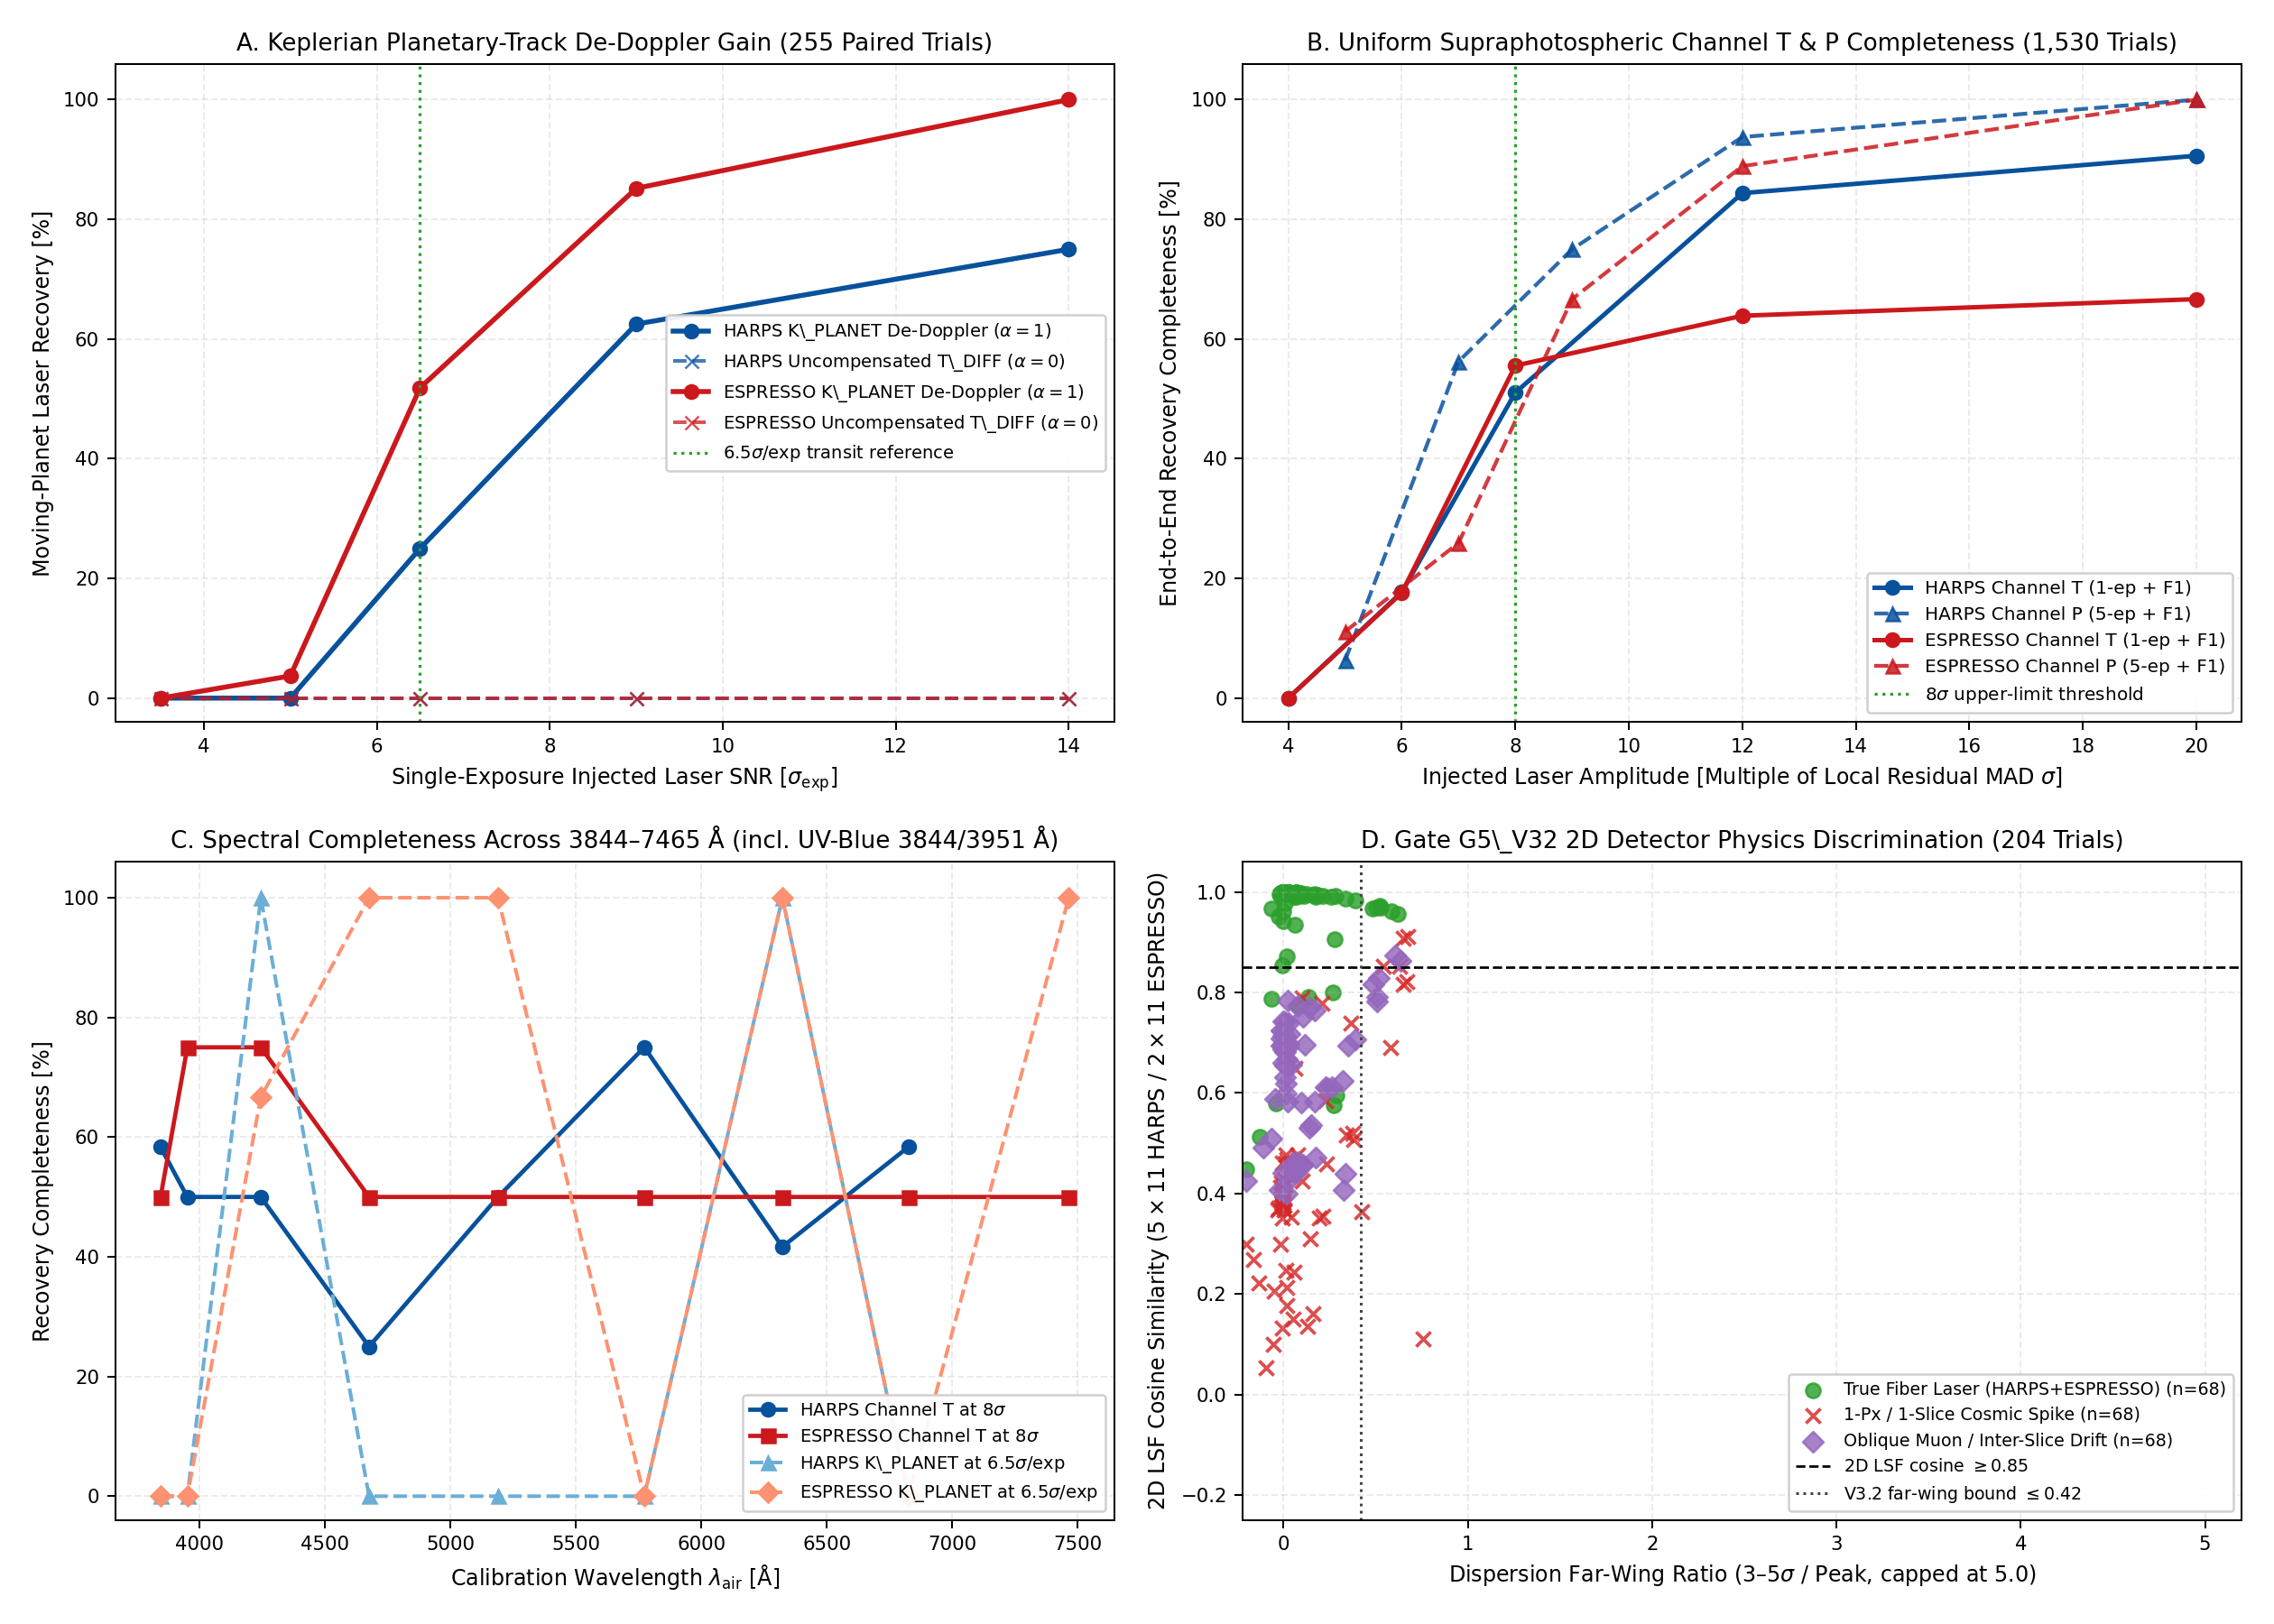 A. Keplerian Planetary-Track De-Doppler Gain (255 Paired Trials)
Moving-Planet Laser Recovery [%]
100
80
60
40
20
0
4
6
8
10
12
14
Single-Exposure Injected Laser SNR [σexp]
HARPS K\_PLANET De-Doppler (α = 1)
HARPS Uncompensated T\_DIFF (α = 0)
ESPRESSO K\_PLANET De-Doppler (α = 1)
ESPRESSO Uncompensated T\_DIFF (α = 0)
6.5σ/exp transit reference
B. Uniform Supraphotospheric Channel T & P Completeness (1,530 Trials)
End-to-End Recovery Completeness [%]
100
80
60
40
20
0
4
6
8
10
12
14
16
18
20
Injected Laser Amplitude [Multiple of Local Residual MAD σ]
HARPS Channel T (1-ep + F1)
HARPS Channel P (5-ep + F1)
ESPRESSO Channel T (1-ep + F1)
ESPRESSO Channel P (5-ep + F1)
8σ upper-limit threshold
C. Spectral Completeness Across 3844–7465 Å (incl. UV-Blue 3844/3951 Å)
Recovery Completeness [%]
100
80
60
40
20
0
4000
4500
5000
5500
6000
6500
7000
7500
Calibration Wavelength λair [Å]
HARPS Channel T at 8σ
ESPRESSO Channel T at 8σ
HARPS K\_PLANET at 6.5σ/exp
ESPRESSO K\_PLANET at 6.5σ/exp
D. Gate G5\_V32 2D Detector Physics Discrimination (204 Trials)
2D LSF Cosine Similarity (5 × 11 HARPS / 2 × 11 ESPRESSO)
1.0
0.8
0.6
0.4
0.2
0.0
−0.2
0
1
2
3
4
5
Dispersion Far-Wing Ratio (3–5σ / Peak, capped at 5.0)
True Fiber Laser (HARPS+ESPRESSO) (n=68)
1-Px / 1-Slice Cosmic Spike (n=68)
Oblique Muon / Inter-Slice Drift (n=68)
2D LSF cosine ≥ 0.85
V3.2 far-wing bound ≤ 0.42